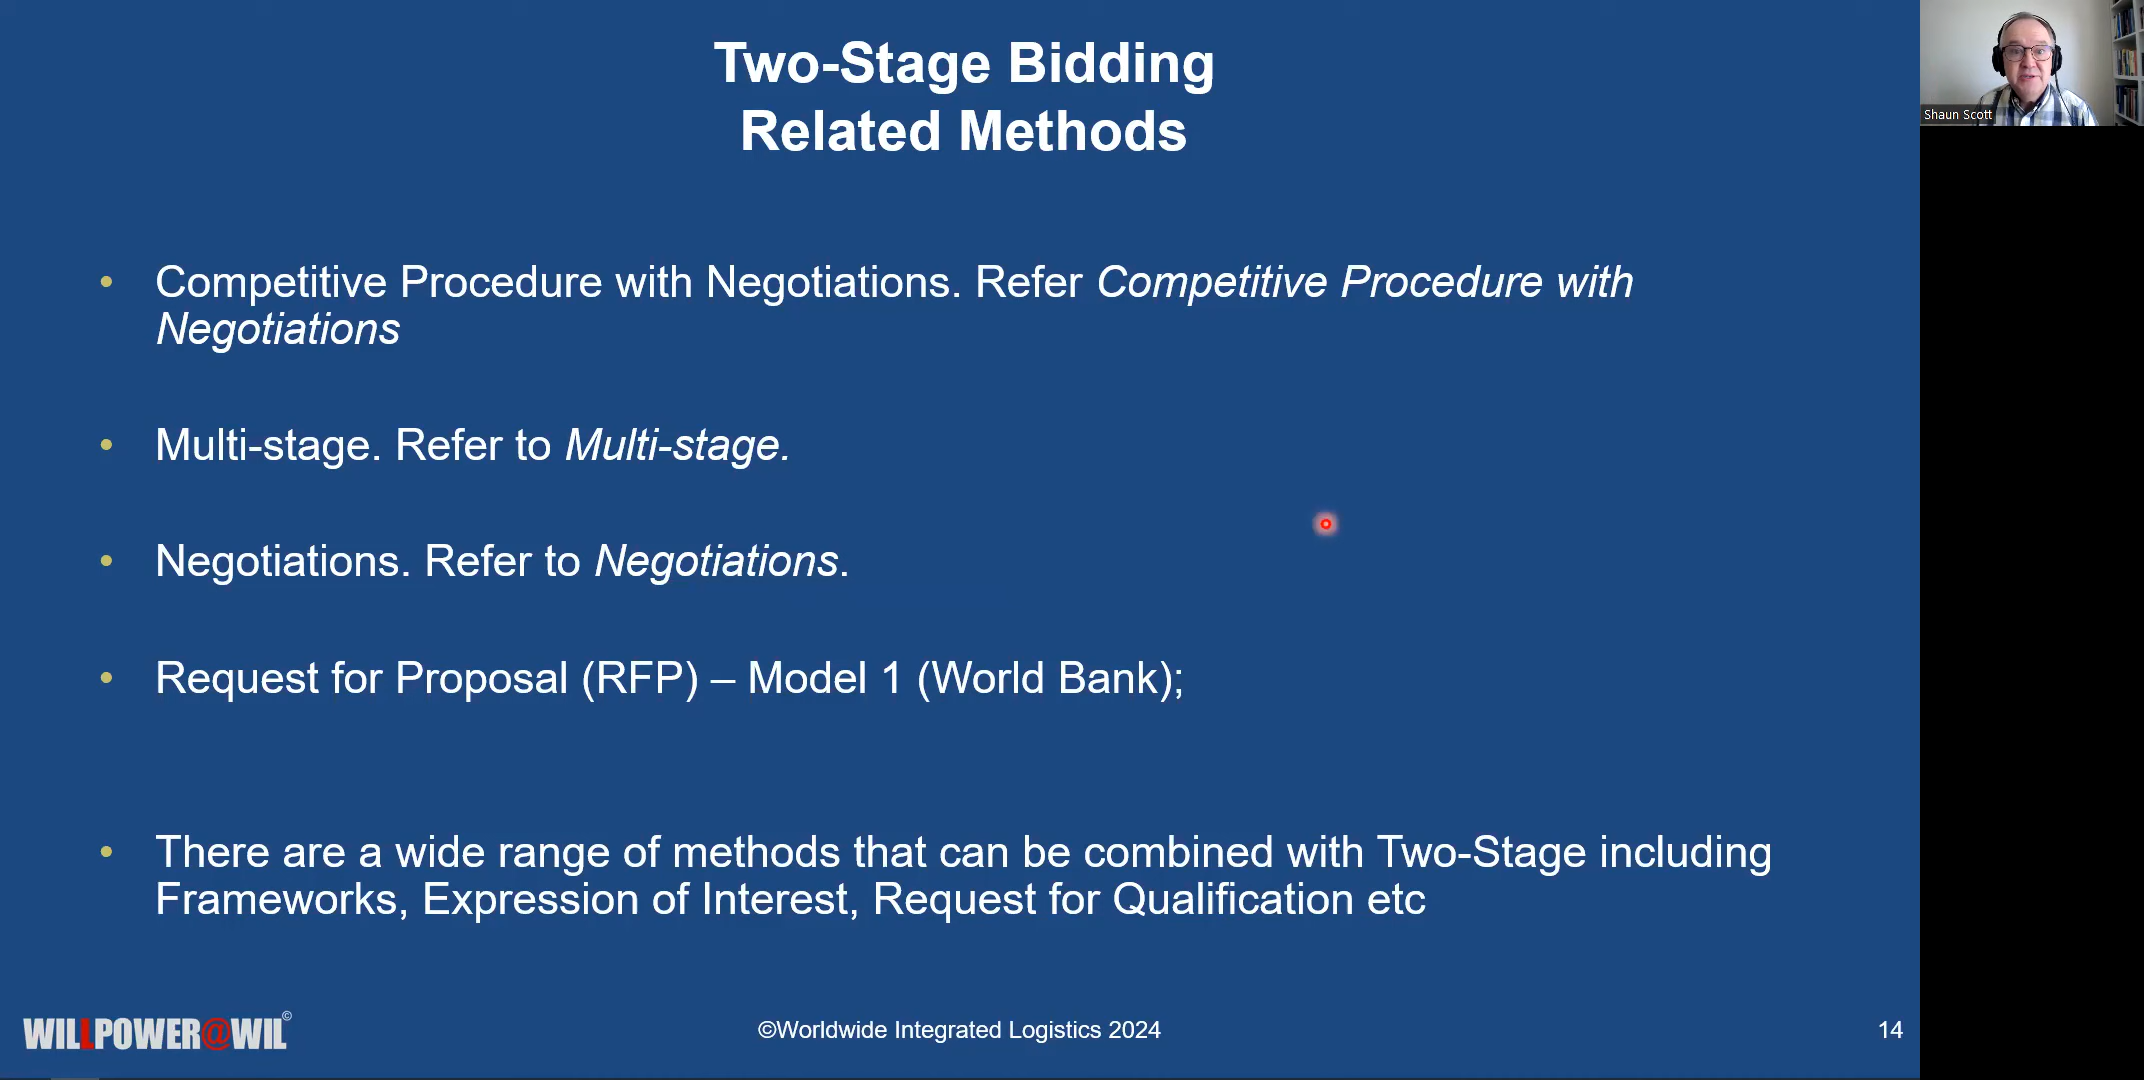 Two-Stage Bidding
Related Methods
Shaun Scott
• Competitive Procedure with Negotiations. Refer Competitive Procedure with
Negotiations
• Multi-stage. Refer to Multi-stage.
• Negotiations. Refer to Negotiations.
• Request for Proposal (RFP) – Model 1 (World Bank);
• There are a wide range of methods that can be combined with Two-Stage including
Frameworks, Expression of Interest, Request for Qualification etc
WILLPOWER@WIL©
©Worldwide Integrated Logistics 2024
14